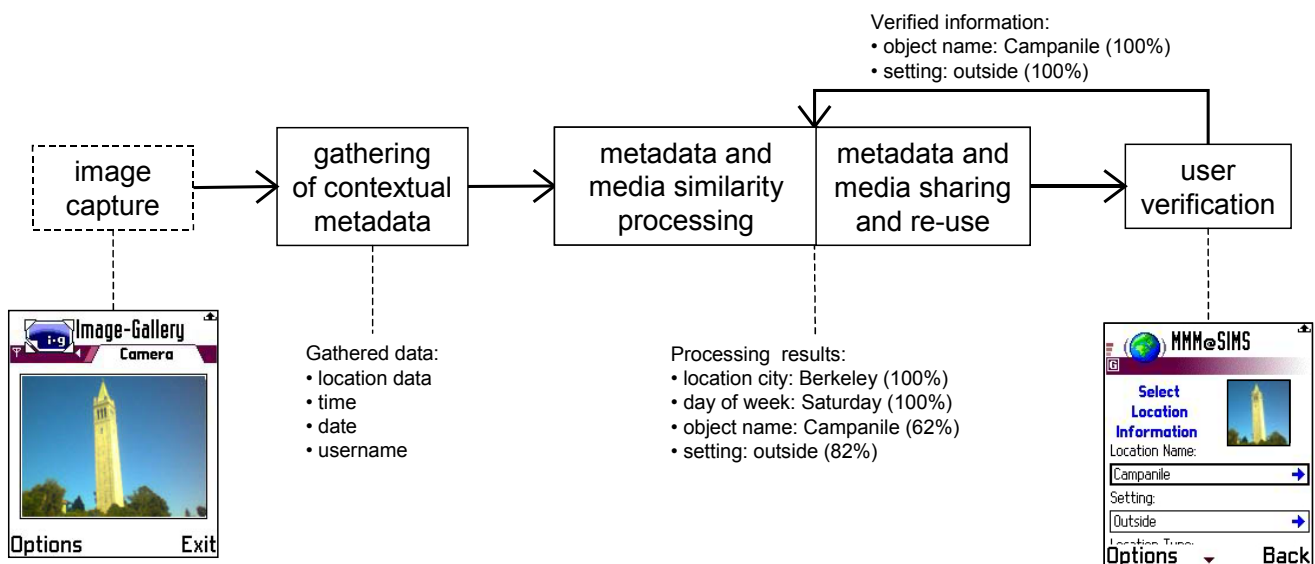 Verified information:
• object name: Campanile (100%)
• setting: outside (100%)
image
capture
gathering
of contextual
metadata
metadata and
media similarity
processing
metadata and
media sharing
and re-use
user
verification
i-g
Image-Gallery
Camera
Options Exit
Gathered data:
• location data
• time
• date
• username
Processing results:
• location city: Berkeley (100%)
• day of week: Saturday (100%)
• object name: Campanile (62%)
• setting: outside (82%)
MMM@SIMS
G
Select
Location
Information
Location Name:
Campanile
Setting:
Outside
Location Type:
Options Back